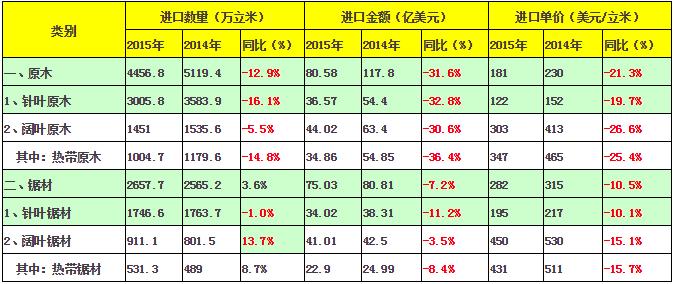 类别 进口数量（万立米） 进口金额（亿美元） 进口单价（美元/立米）
2015年 2014年 同比（%） 2015年 2014年 同比（%） 2015年 2014年 同比（%）
一、原木 4456.8 5119.4 -12.9% 80.58 117.8 -31.6% 181 230 -21.3%
1、针叶原木 3005.8 3583.9 -16.1% 36.57 54.4 -32.8% 122 152 -19.7%
2、阔叶原木 1451 1535.6 -5.5% 44.02 63.4 -30.6% 303 413 -26.6%
其中：热带原木 1004.7 1179.6 -14.8% 34.86 54.85 -36.4% 347 465 -25.4%
二、锯材 2657.7 2565.2 3.6% 75.03 80.81 -7.2% 282 315 -10.5%
1、针叶锯材 1746.6 1763.7 -1.0% 34.02 38.31 -11.2% 195 217 -10.1%
2、阔叶锯材 911.1 801.5 13.7% 41.01 42.5 -3.5% 450 530 -15.1%
其中：热带锯材 531.3 489 8.7% 22.9 24.99 -8.4% 431 511 -15.7%